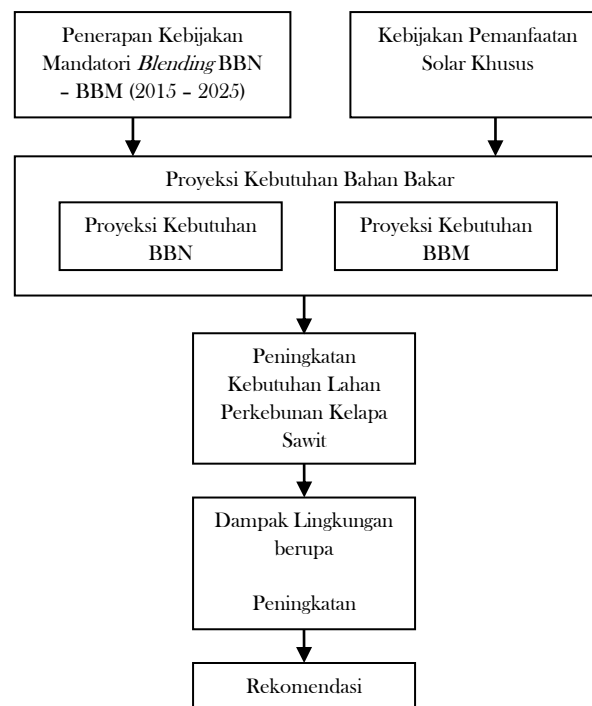 Penerapan Kebijakan
Mandatori Blending BBN
– BBM (2015 – 2025)
Kebijakan Pemanfaatan
Solar Khusus
Proyeksi Kebutuhan Bahan Bakar
Proyeksi Kebutuhan
BBN
Proyeksi Kebutuhan
BBM
Peningkatan
Kebutuhan Lahan
Perkebunan Kelapa
Sawit
Dampak Lingkungan
berupa
Peningkatan
Rekomendasi